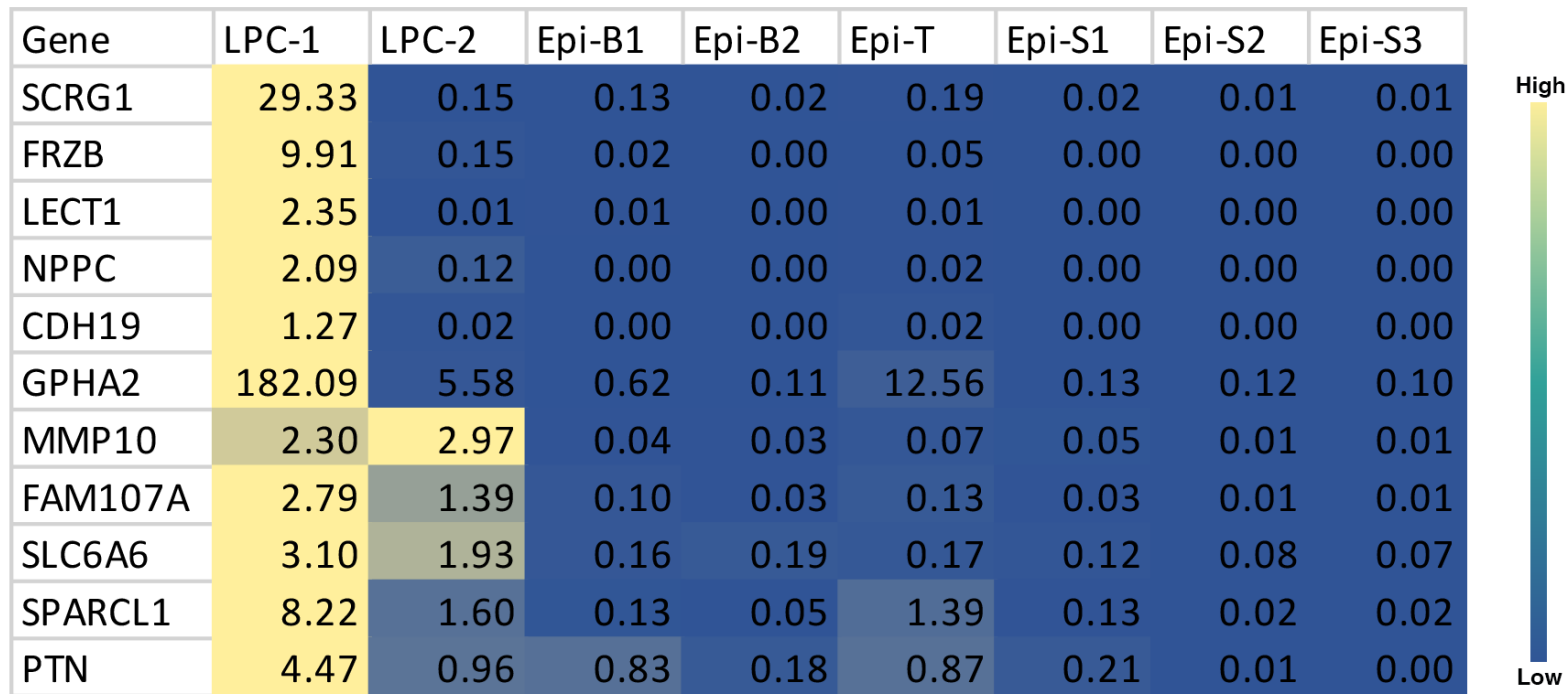 Gene LPC-1 LPC-2 Epi-B1 Epi-B2 Epi-T Epi-S1 Epi-S2 Epi-S3
SCRG1 29.33 0.15 0.13 0.02 0.19 0.02 0.01 0.01
High
FRZB 9.91 0.15 0.02 0.00 0.05 0.00 0.00 0.00
LECT1 2.35 0.01 0.01 0.00 0.01 0.00 0.00 0.00
NPPC 2.09 0.12 0.00 0.00 0.02 0.00 0.00 0.00
CDH19 1.27 0.02 0.00 0.00 0.02 0.00 0.00 0.00
GPHA2 182.09 5.58 0.62 0.11 12.56 0.13 0.12 0.10
MMP10 2.30 2.97 0.04 0.03 0.07 0.05 0.01 0.01
FAM107A 2.79 1.39 0.10 0.03 0.13 0.03 0.01 0.01
SLC6A6 3.10 1.93 0.16 0.19 0.17 0.12 0.08 0.07
SPARCL1 8.22 1.60 0.13 0.05 1.39 0.13 0.02 0.02
PTN 4.47 0.96 0.83 0.18 0.87 0.21 0.01 0.00
Low